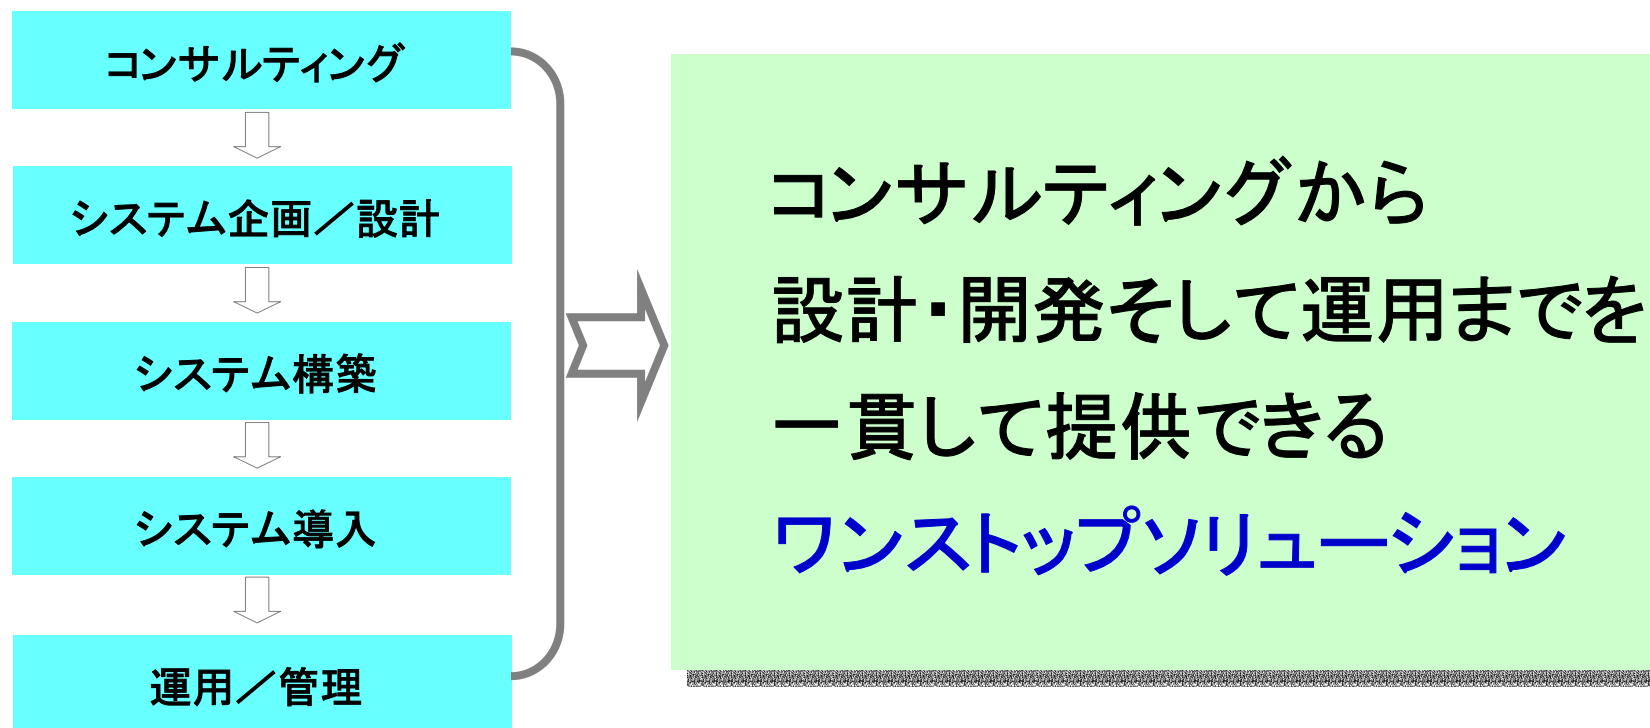 コンサルティング
システム企画／設計
システム構築
システム導入
運用／管理
コンサルティングから
設計・開発そして運用までを
一貫して提供できる
ワンストップソリューション